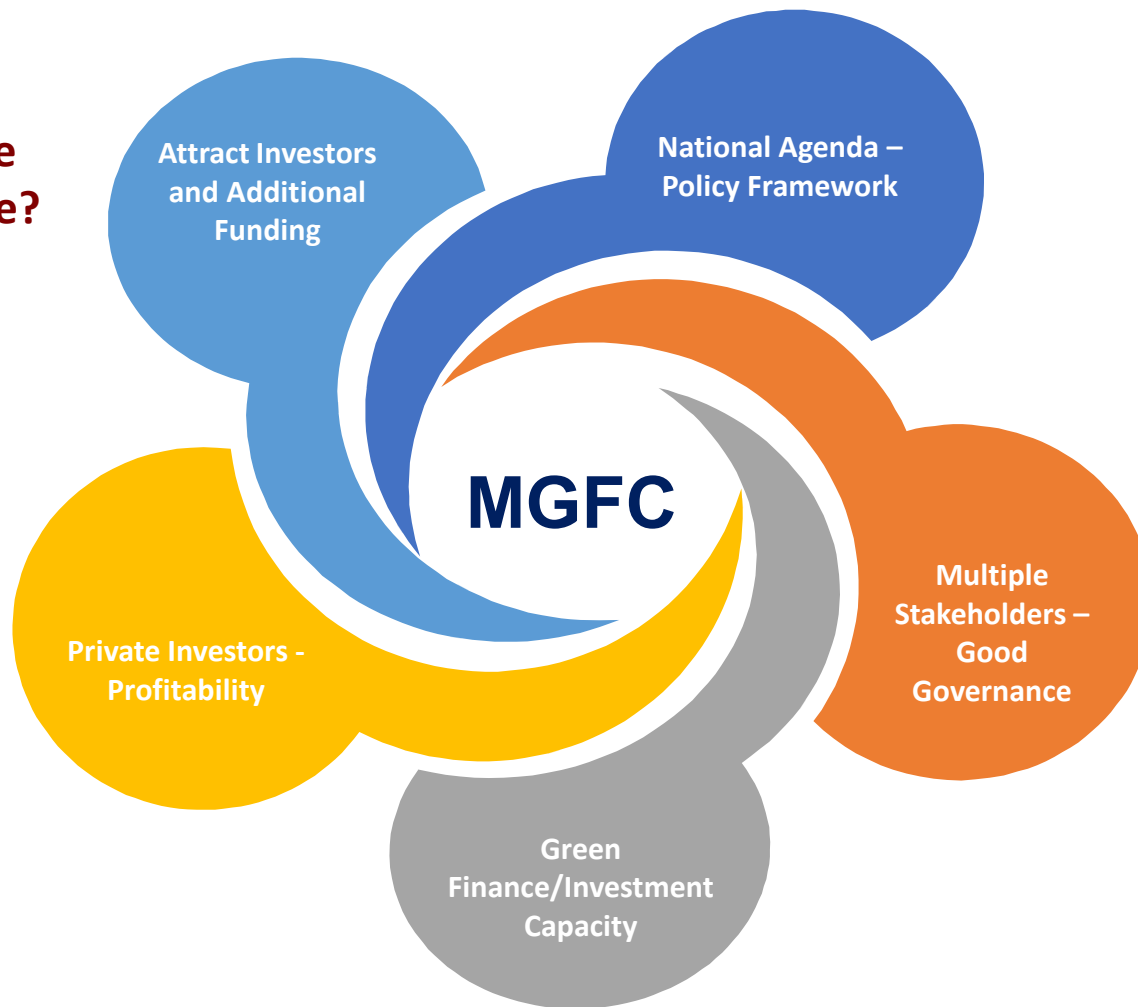 e?
Attract Investors
and Additional
Funding
National Agenda –
Policy Framework
MGFC
Multiple
Stakeholders –
Good
Governance
Private Investors -
Profitability
Green
Finance/Investment
Capacity